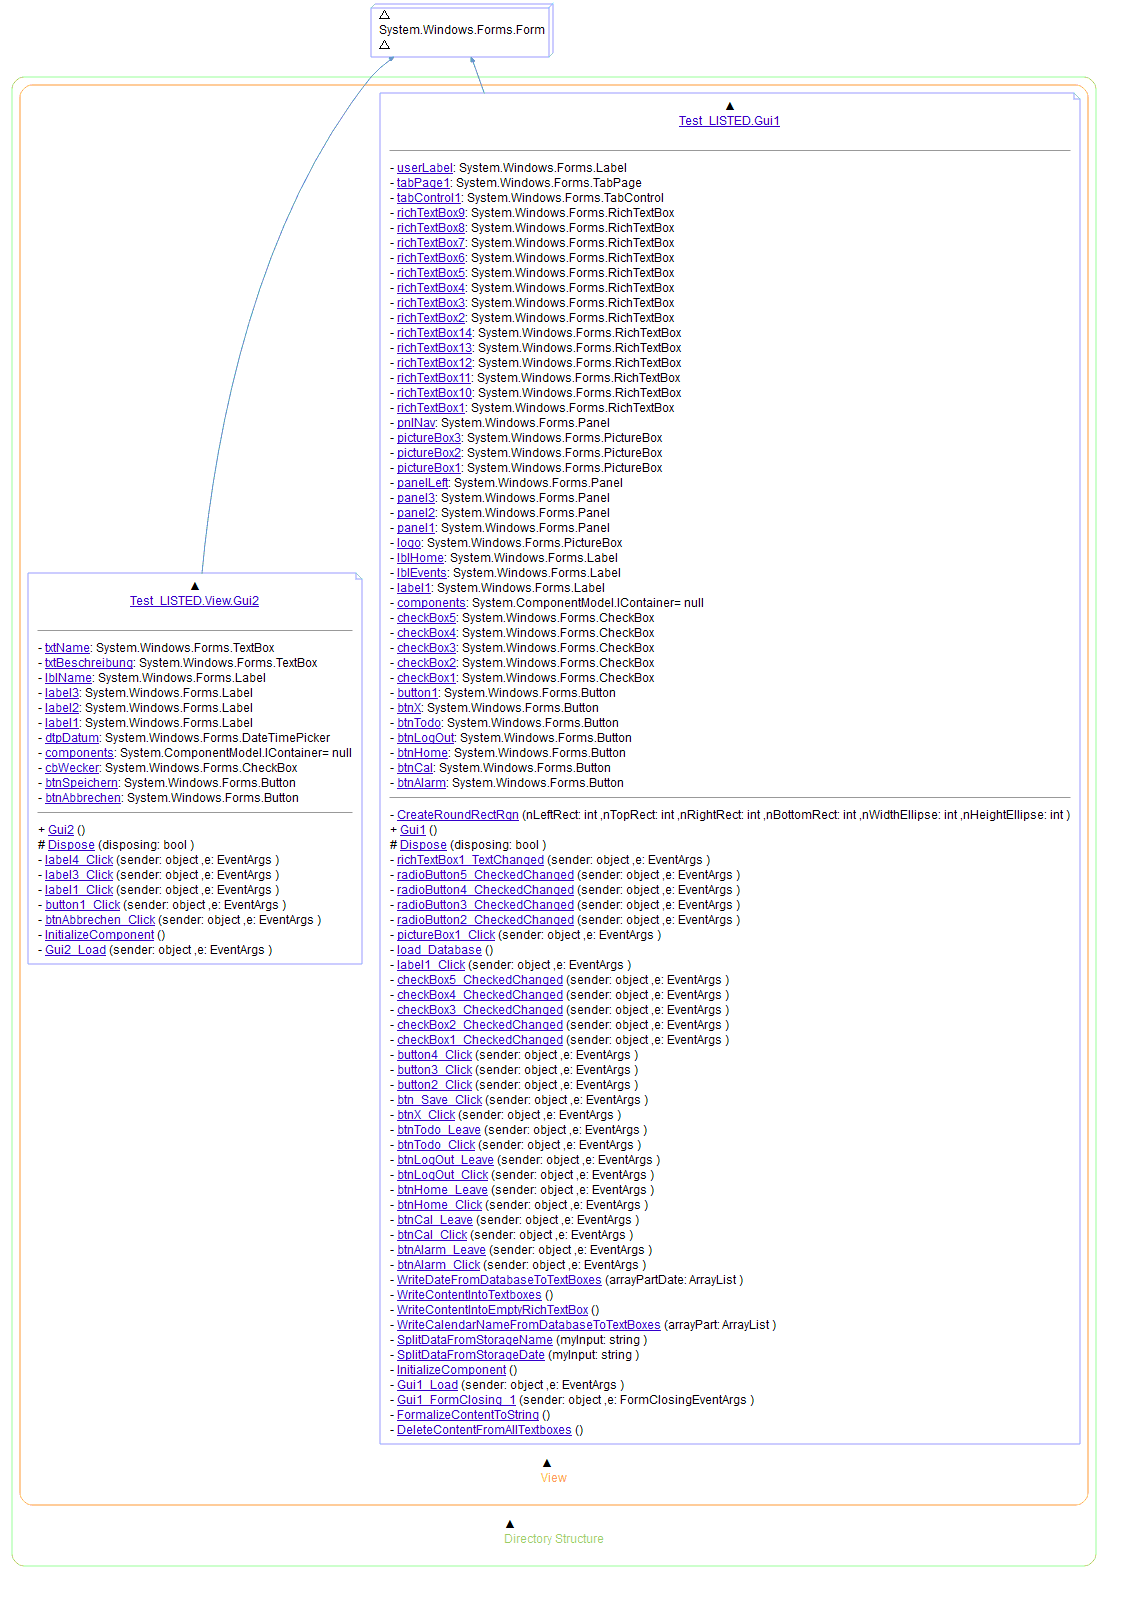 System.Windows.Forms.Form
Test_LISTED.Gui1
- userLabel: System.Windows.Forms.Label
- tabPage1: System.Windows.Forms.TabPage
- tabControl1: System.Windows.Forms.TabControl
- richTextBox9: System.Windows.Forms.RichTextBox
- richTextBox8: System.Windows.Forms.RichTextBox
- richTextBox7: System.Windows.Forms.RichTextBox
- richTextBox6: System.Windows.Forms.RichTextBox
- richTextBox5: System.Windows.Forms.RichTextBox
- richTextBox4: System.Windows.Forms.RichTextBox
- richTextBox3: System.Windows.Forms.RichTextBox
- richTextBox2: System.Windows.Forms.RichTextBox
- richTextBox14: System.Windows.Forms.RichTextBox
- richTextBox13: System.Windows.Forms.RichTextBox
- richTextBox12: System.Windows.Forms.RichTextBox
- richTextBox11: System.Windows.Forms.RichTextBox
- richTextBox10: System.Windows.Forms.RichTextBox
- richTextBox1: System.Windows.Forms.RichTextBox
- pnlNav: System.Windows.Forms.Panel
- pictureBox3: System.Windows.Forms.PictureBox
- pictureBox2: System.Windows.Forms.PictureBox
- pictureBox1: System.Windows.Forms.PictureBox
- panelLeft: System.Windows.Forms.Panel
- panel3: System.Windows.Forms.Panel
- panel2: System.Windows.Forms.Panel
- panel1: System.Windows.Forms.Panel
- logo: System.Windows.Forms.PictureBox
- lblHome: System.Windows.Forms.Label
- lblEvents: System.Windows.Forms.Label
- label1: System.Windows.Forms.Label
- components: System.ComponentModel.IContainer= null
- checkBox5: System.Windows.Forms.CheckBox
- checkBox4: System.Windows.Forms.CheckBox
- checkBox3: System.Windows.Forms.CheckBox
- checkBox2: System.Windows.Forms.CheckBox
- checkBox1: System.Windows.Forms.CheckBox
- button1: System.Windows.Forms.Button
- btnX: System.Windows.Forms.Button
- btnTodo: System.Windows.Forms.Button
- btnLogOut: System.Windows.Forms.Button
- btnHome: System.Windows.Forms.Button
- btnCal: System.Windows.Forms.Button
- btnAlarm: System.Windows.Forms.Button
- CreateRoundRectRgn (nLeftRect: int ,nTopRect: int ,nRightRect: int ,nBottomRect: int ,nWidthEllipse: int ,nHeightEllipse: int )
+ Gui1 ()
# Dispose (disposing: bool )
- richTextBox1_TextChanged (sender: object ,e: EventArgs )
- radioButton5_CheckedChanged (sender: object ,e: EventArgs )
- radioButton4_CheckedChanged (sender: object ,e: EventArgs )
- radioButton3_CheckedChanged (sender: object ,e: EventArgs )
- radioButton2_CheckedChanged (sender: object ,e: EventArgs )
- pictureBox1_Click (sender: object ,e: EventArgs )
- load_Database ()
- label1_Click (sender: object ,e: EventArgs )
- checkBox5_CheckedChanged (sender: object ,e: EventArgs )
- checkBox4_CheckedChanged (sender: object ,e: EventArgs )
- checkBox3_CheckedChanged (sender: object ,e: EventArgs )
- checkBox2_CheckedChanged (sender: object ,e: EventArgs )
- checkBox1_CheckedChanged (sender: object ,e: EventArgs )
- button4_Click (sender: object ,e: EventArgs )
- button3_Click (sender: object ,e: EventArgs )
- button2_Click (sender: object ,e: EventArgs )
- btn_Save_Click (sender: object ,e: EventArgs )
- btnX_Click (sender: object ,e: EventArgs )
- btnTodo_Leave (sender: object ,e: EventArgs )
- btnTodo_Click (sender: object ,e: EventArgs )
- btnLogOut_Leave (sender: object ,e: EventArgs )
- btnLogOut_Click (sender: object ,e: EventArgs )
- btnHome_Leave (sender: object ,e: EventArgs )
- btnHome_Click (sender: object ,e: EventArgs )
- btnCal_Leave (sender: object ,e: EventArgs )
- btnCal_Click (sender: object ,e: EventArgs )
- btnAlarm_Leave (sender: object ,e: EventArgs )
- btnAlarm_Click (sender: object ,e: EventArgs )
- WriteDateFromDatabaseToTextBoxes (arrayPartDate: ArrayList )
- WriteContentIntoTextboxes ()
- WriteContentIntoEmptyRichTextBox ()
- WriteCalendarNameFromDatabaseToTextBoxes (arrayPart: ArrayList )
- SplitDataFromStorageName (myInput: string )
- SplitDataFromStorageDate (myInput: string )
- InitializeComponent ()
- Gui1_Load (sender: object ,e: EventArgs )
- Gui1_FormClosing_1 (sender: object ,e: FormClosingEventArgs )
- FormalizeContentToString ()
- DeleteContentFromAllTextboxes ()
Test_LISTED.View.Gui2
- txtName: System.Windows.Forms.TextBox
- txtBeschreibung: System.Windows.Forms.TextBox
- lblName: System.Windows.Forms.Label
- label3: System.Windows.Forms.Label
- label2: System.Windows.Forms.Label
- label1: System.Windows.Forms.Label
- dtpDatum: System.Windows.Forms.DateTimePicker
- components: System.ComponentModel.IContainer= null
- cbWecker: System.Windows.Forms.CheckBox
- btnSpeichern: System.Windows.Forms.Button
- btnAbbrechen: System.Windows.Forms.Button
+ Gui2 ()
# Dispose (disposing: bool )
- label4_Click (sender: object ,e: EventArgs )
- label3_Click (sender: object ,e: EventArgs )
- label1_Click (sender: object ,e: EventArgs )
- button1_Click (sender: object ,e: EventArgs )
- btnAbbrechen_Click (sender: object ,e: EventArgs )
- InitializeComponent ()
- Gui2_Load (sender: object ,e: EventArgs )
View
Directory Structure